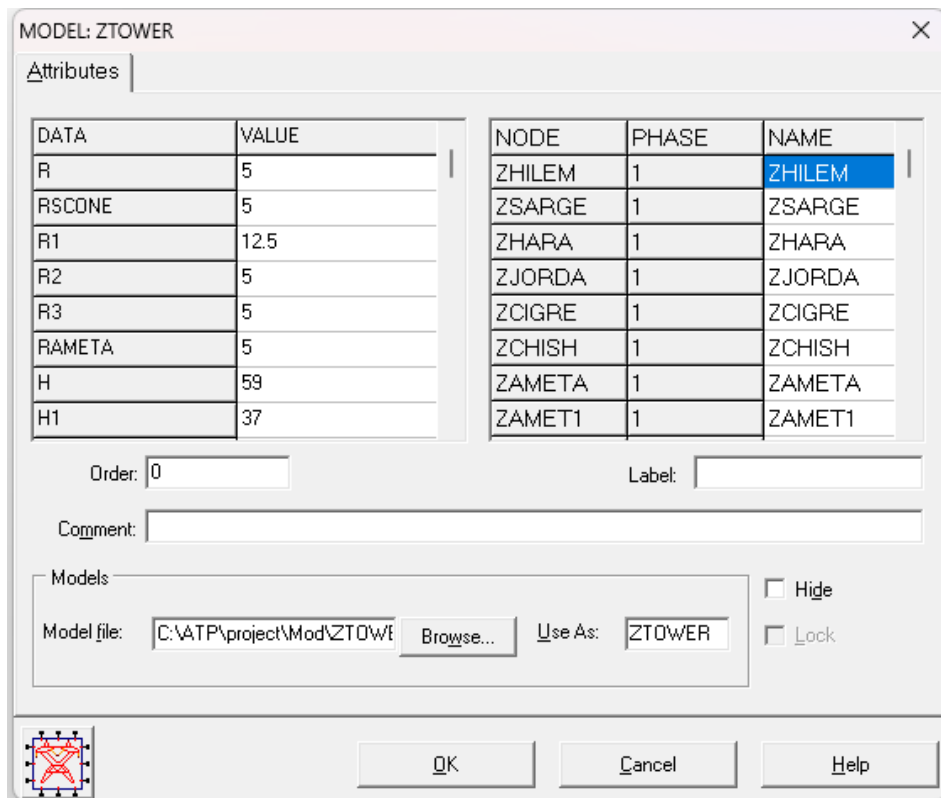 MODEL: ZTOWER
Attributes
DATA VALUE
R 5
RSCONE 5
R1 12.5
R2 5
R3 5
RAMETA 5
H 59
H1 37
NODE PHASE NAME
ZHILEM 1 ZHILEM
ZSARGE 1 ZSARGE
ZHARA 1 ZHARA
ZJORDA 1 ZJORDA
ZCIGRE 1 ZCIGRE
ZCHISH 1 ZCHISH
ZAMETA 1 ZAMETA
ZAMET1 1 ZAMET1
Order: 0
Label:
Comment:
Models
Model file: C:\ATP\project\Mod\ZTOWE Browse... Use As: ZTOWER
Hide
Lock
OK Cancel Help